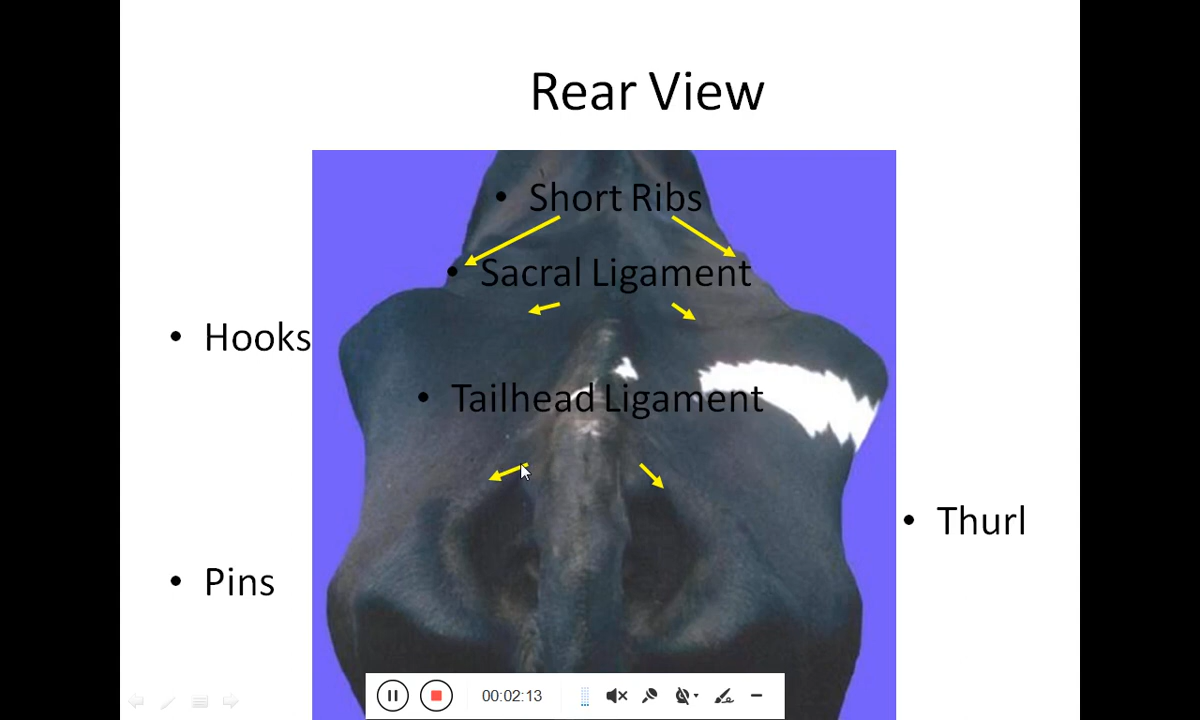 Rear View
• Short Ribs
• Sacral Ligament
• Hooks
• Tailhead Ligament
• Thurl
• Pins
00:02:13